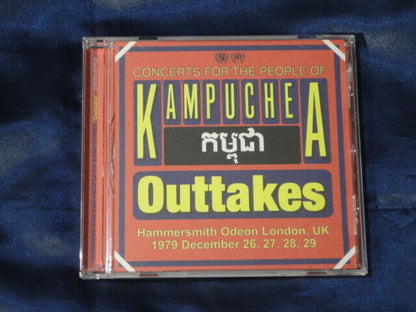 CONCERTS FOR THE PEOPLE OF
KAMPUCHEA
កម្ពុជា
Outtakes
Hammersmith Odeon London, UK
1979 December 26, 27, 28, 29